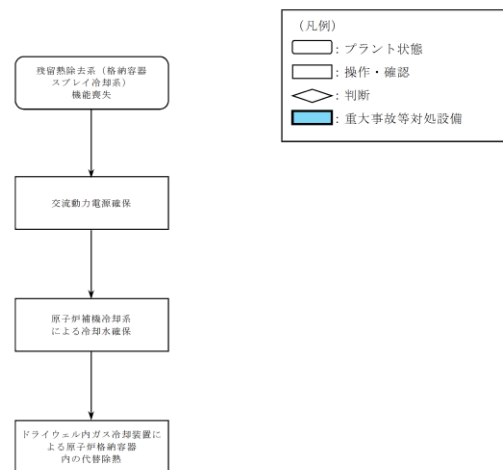 残留熱除去系（格納容器
スプレイ冷却系）
機能喪失
交流動力電源確保
原子炉補機冷却系
による冷却水確保
ドライウェル内ガス冷却装置に
よる原子炉格納容器
内の代替除熱
（凡例）
：プラント状態
：操作・確認
：判断
：重大事故等対処設備